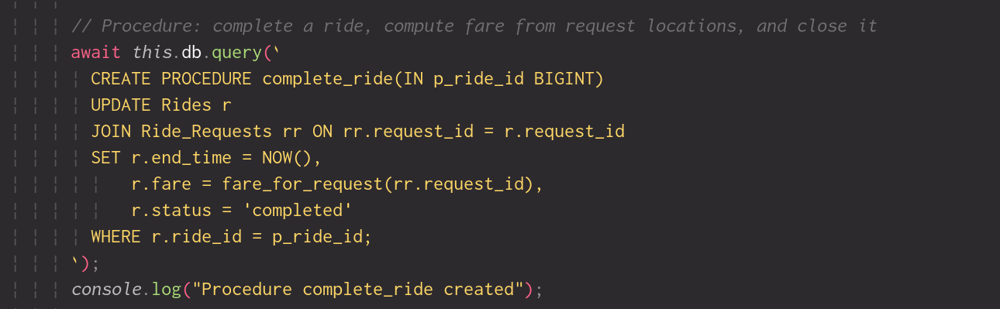 // Procedure: complete a ride, compute fare from request locations, and close it
await this.db.query(`
CREATE PROCEDURE complete_ride(IN p_ride_id BIGINT)
UPDATE Rides r
JOIN Ride_Requests rr ON rr.request_id = r.request_id
SET r.end_time = NOW(),
r.fare = fare_for_request(rr.request_id),
r.status = 'completed'
WHERE r.ride_id = p_ride_id;
`);
console.log("Procedure complete_ride created");